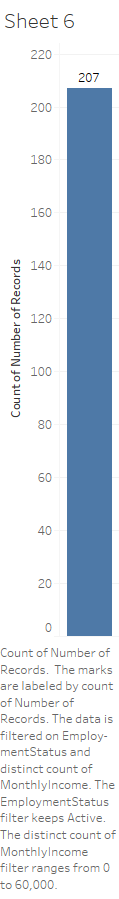 Sheet 6
220
207
200
180
160
140
120
100
80
60
40
20
0
Count of Number of Records
Count of Number of
Records.  The marks
are labeled by count
of Number of
Records. The data is
filtered on Employ-
mentStatus and
distinct count of
MonthlyIncome. The
EmploymentStatus
filter keeps Active.
The distinct count of
MonthlyIncome
filter ranges from 0
to 60,000.